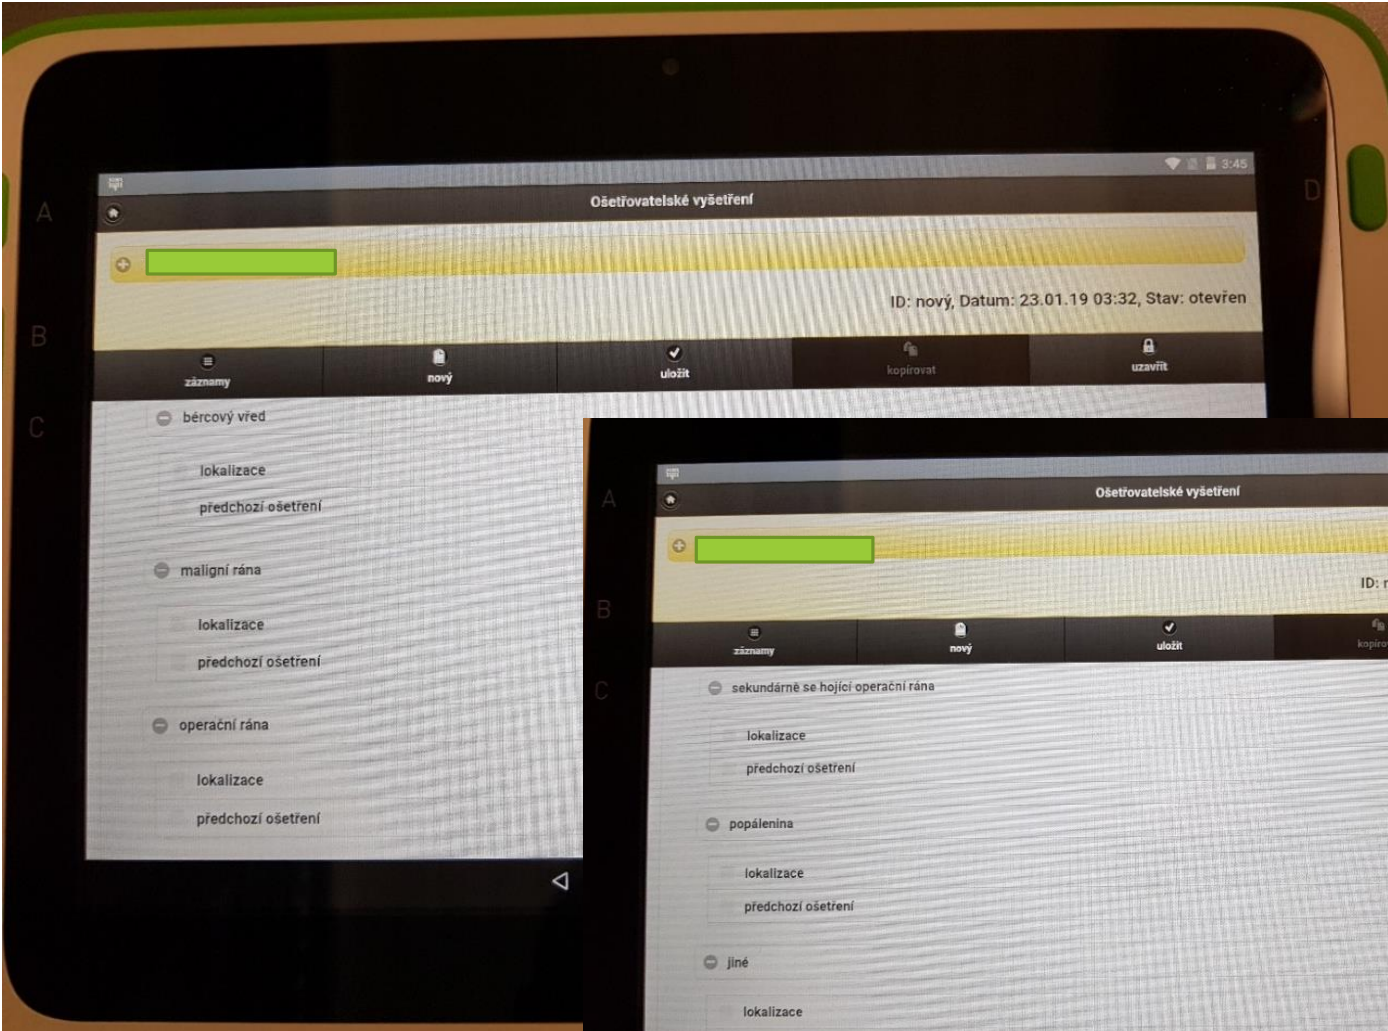 3:45
Ošetřovatelské vyšetření
ID: nový, Datum: 23.01.19 03:32, Stav: otevřen
záznamy
nový
uložit
kopírovat
uzavřít
bércový vřed
lokalizace
předchozí ošetření
maligní rána
lokalizace
předchozí ošetření
operační rána
lokalizace
předchozí ošetření
A
B
C
D
Ošetřovatelské vyšetření
ID: r
záznamy
nový
uložit
kopíro
sekundárně se hojící operační rána
lokalizace
předchozí ošetření
popálenina
lokalizace
předchozí ošetření
jiné
lokalizace
A
B
C